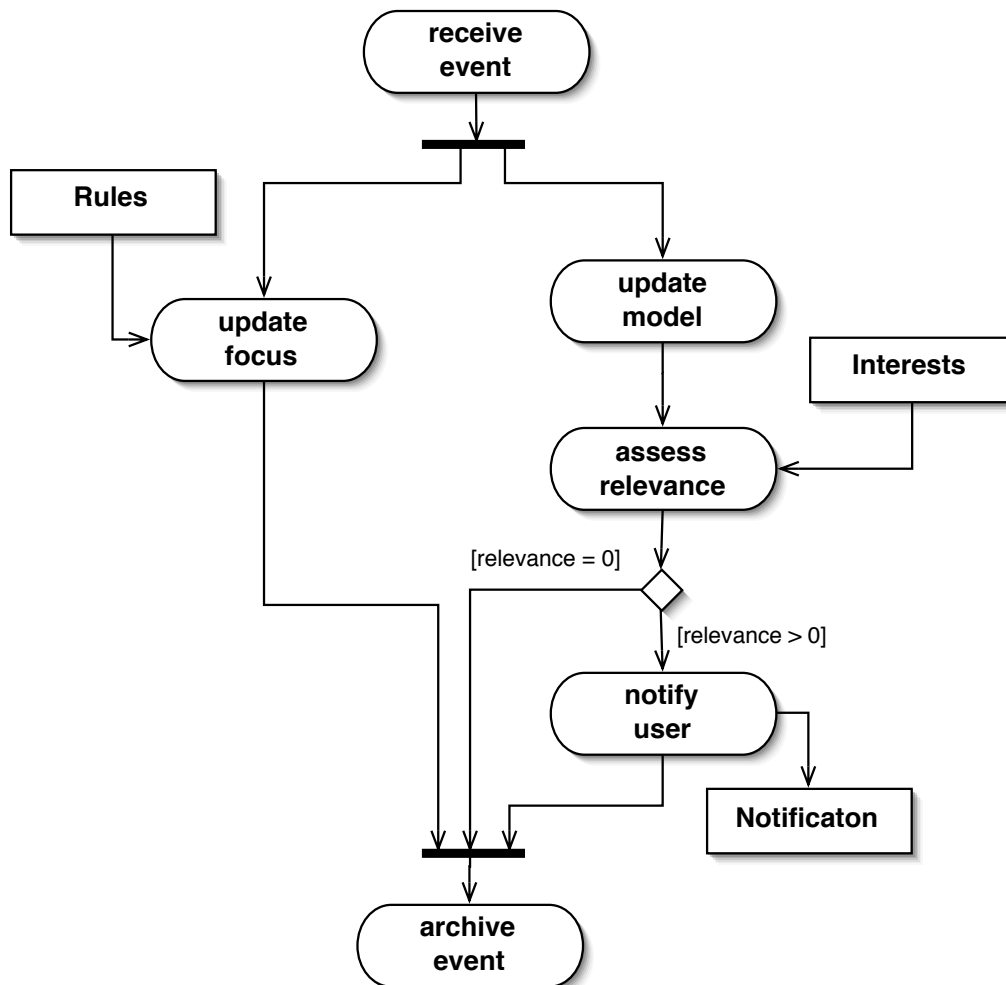 receive
event
Rules
update
focus
update
model
Interests
assess
relevance
[relevance = 0]
[relevance > 0]
notify
user
Notificaton
archive
event